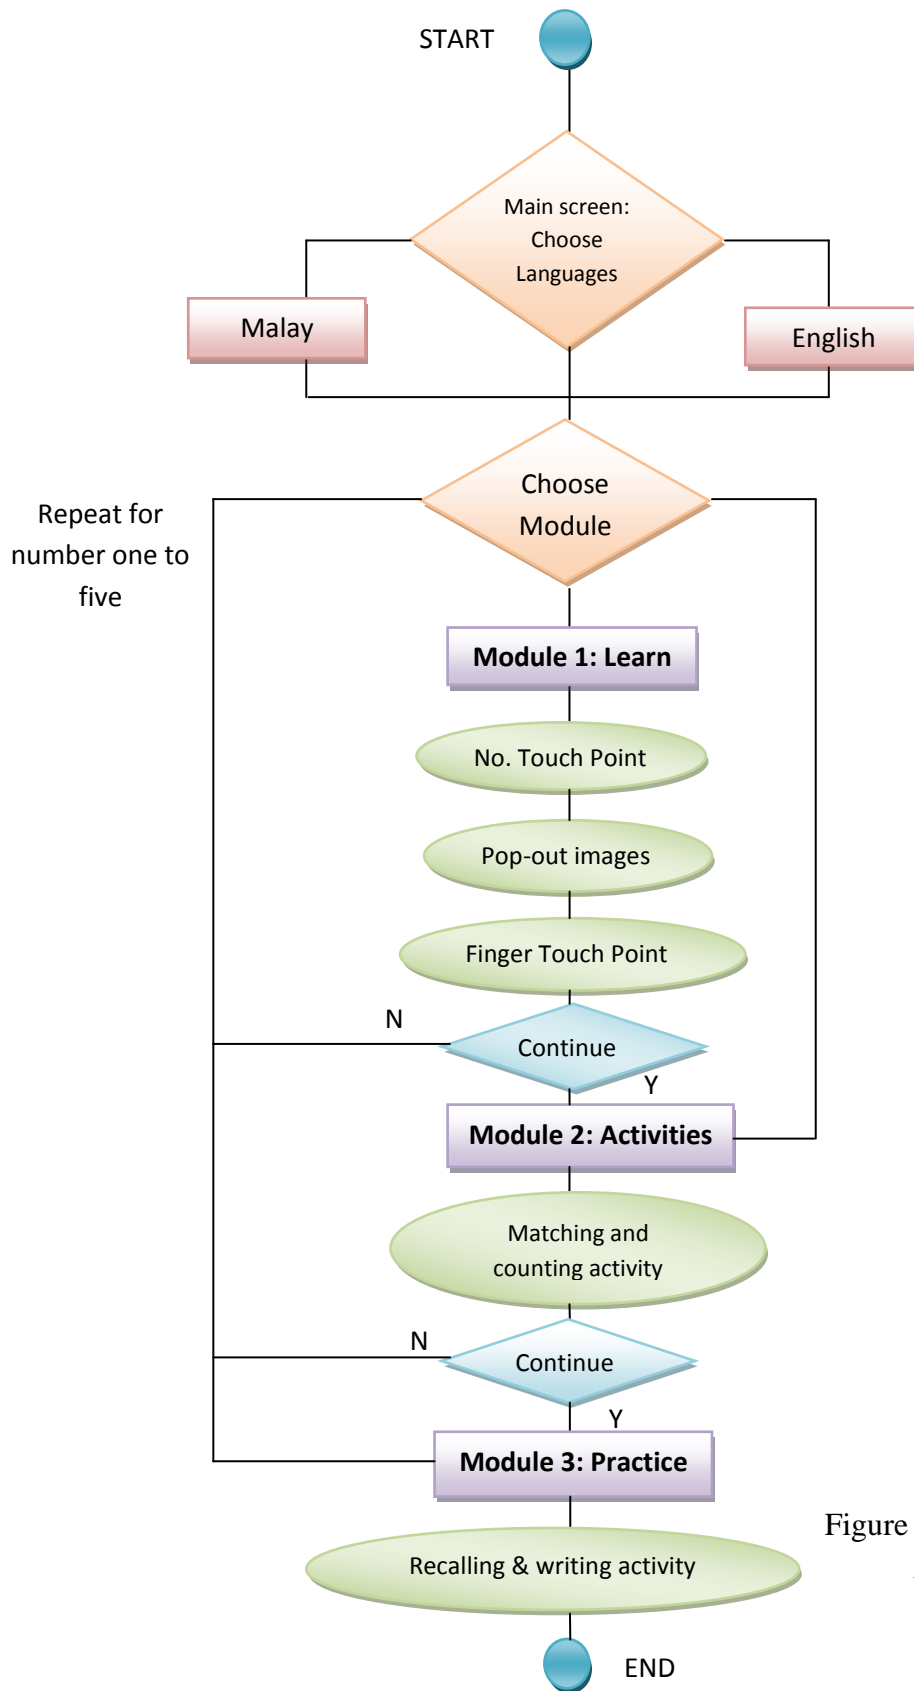 START
Main screen:
Choose
Languages
Malay
English
Choose
Module
Repeat for
number one to
five
Module 1: Learn
No. Touch Point
Pop-out images
Finger Touch Point
N
Continue
Y
Module 2: Activities
Matching and
counting activity
N
Continue
Y
Module 3: Practice
Figure
Recalling & writing activity
END